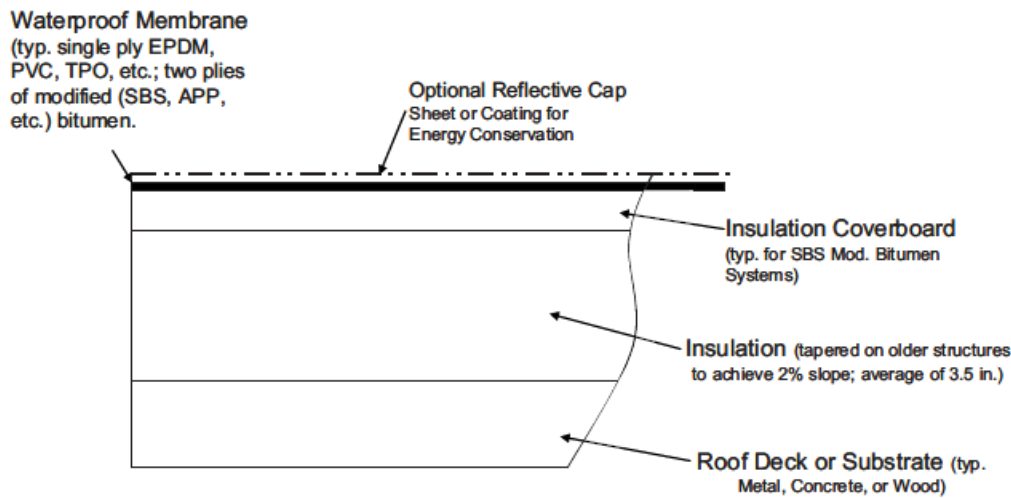 Waterproof Membrane
(typ. single ply EPDM,
PVC, TPO, etc.; two plies
of modified (SBS, APP,
etc.) bitumen.
Optional Reflective Cap
Sheet or Coating for
Energy Conservation
Insulation Coverboard
(typ. for SBS Mod. Bitumen
Systems)
Insulation (tapered on older structures
to achieve 2% slope; average of 3.5 in.)
Roof Deck or Substrate (typ.
Metal, Concrete, or Wood)